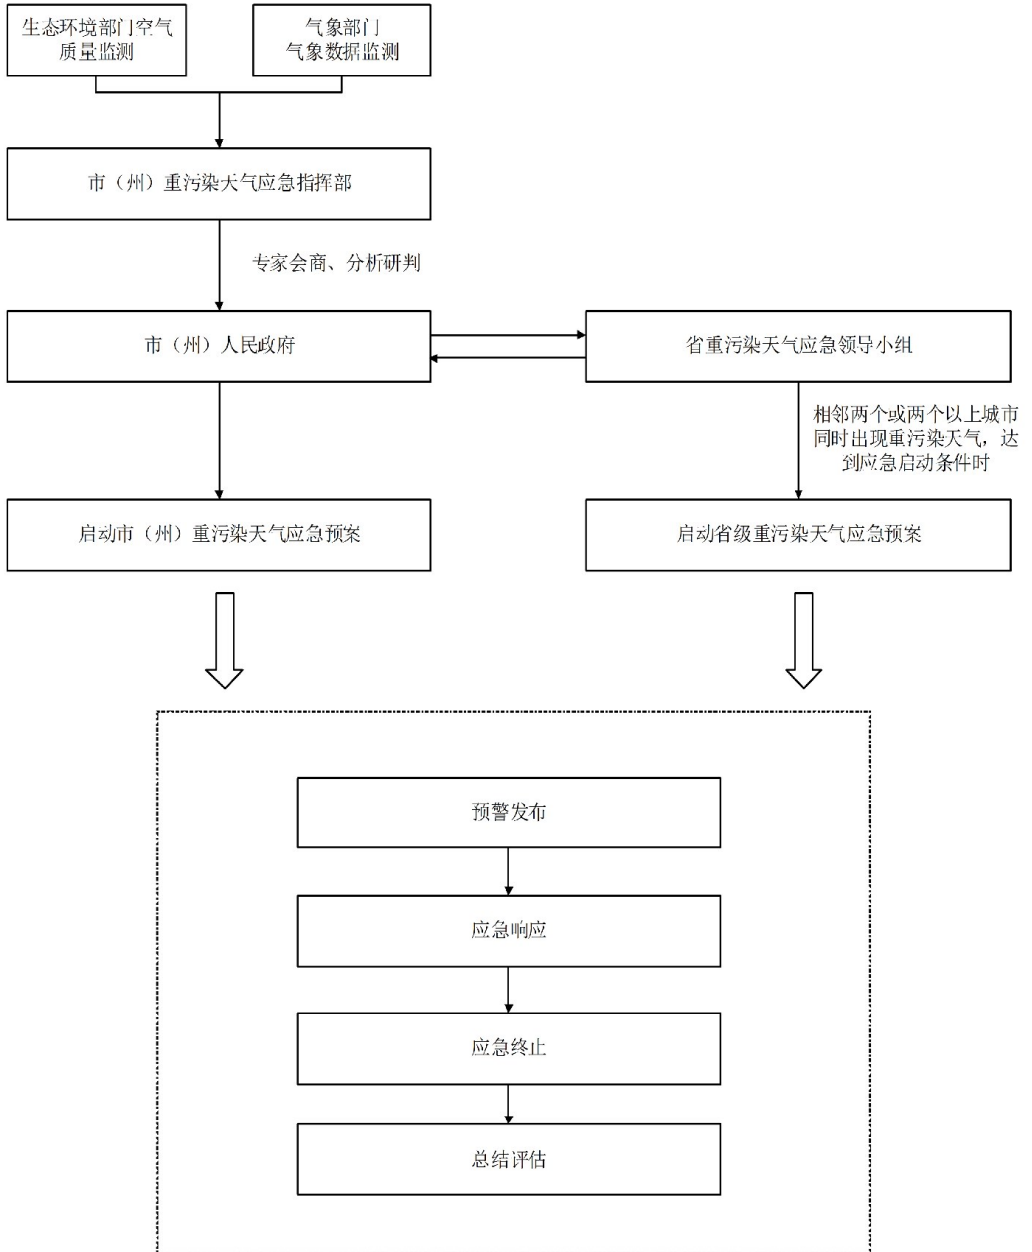 生态环境部门空气
质量监测
气象部门
气象数据监测
市（州）重污染天气应急指挥部
专家会商、分析研判
市（州）人民政府
省重污染天气应急领导小组
相邻两个或两个以上城市
同时出现重污染天气，达
到应急启动条件时
启动市（州）重污染天气应急预案
启动省级重污染天气应急预案
预警发布
应急响应
应急终止
总结评估